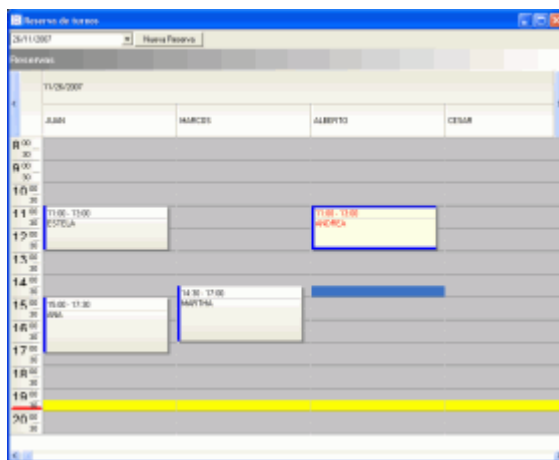 Reserva de turnos
26/11/2007 Nueva Reserva
Reservas
11/26/2007
JUAN MARCOS ALBERTO CESAR
8 00
30
9 00
30
10 00
30
11 00 11:00 - 13:00 11:00 - 13:00
30 ESTELA ANDREA
12 00
30
13 00
30
14 00
30 14:30 - 17:00
15 00 15:00 - 17:30 MARTHA
30 ANA
16 00
30
17 00
30
18 00
30
19 00
30
20 00
30